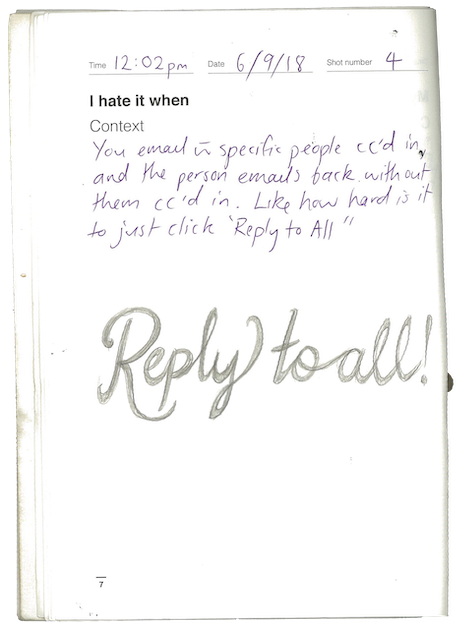 Time 12:02pm Date 6/9/18 Shot number 4
I hate it when
Context
You email w̄ specific people cc'd in,
and the person emails back without
them cc'd in. Like how hard is it
to just click "Reply to All"
Reply to all!
7